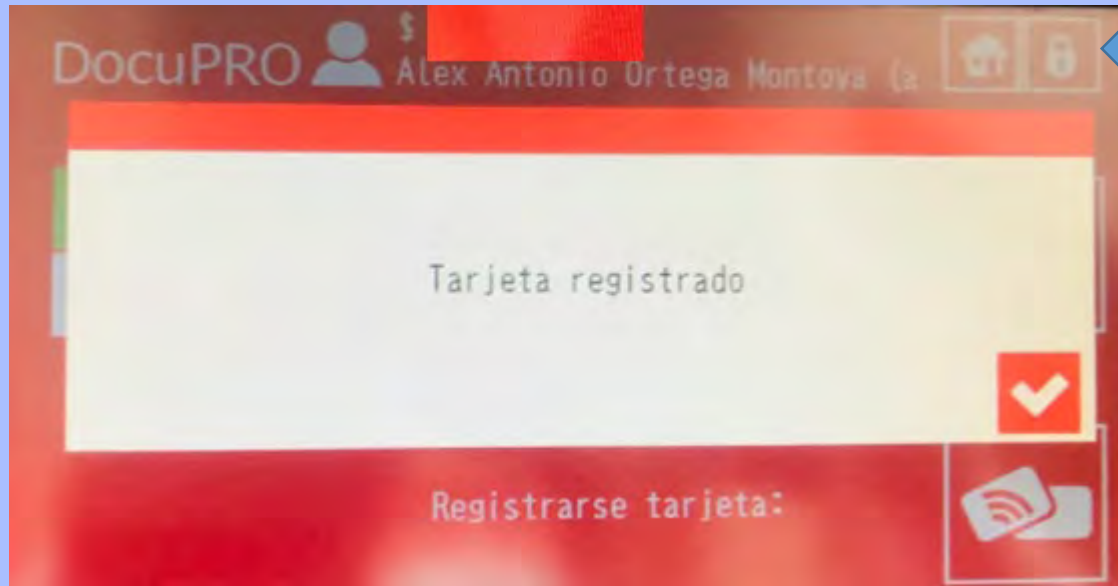 DocuPRO
$
Alex Antonio Ortega Montoya (a
Tarjeta registrado
Registrarse tarjeta: